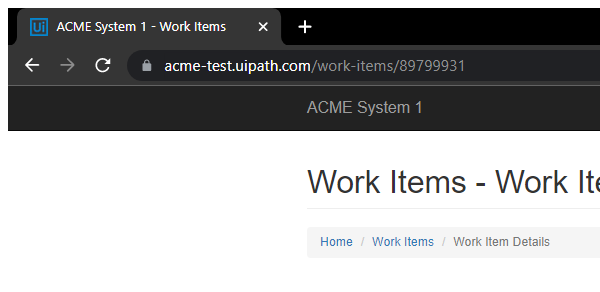 Ui ACME System 1 - Work Items
acme-test.uipath.com/work-items/89799931
ACME System 1
Work Items - Work Ite
Home / Work Items / Work Item Details